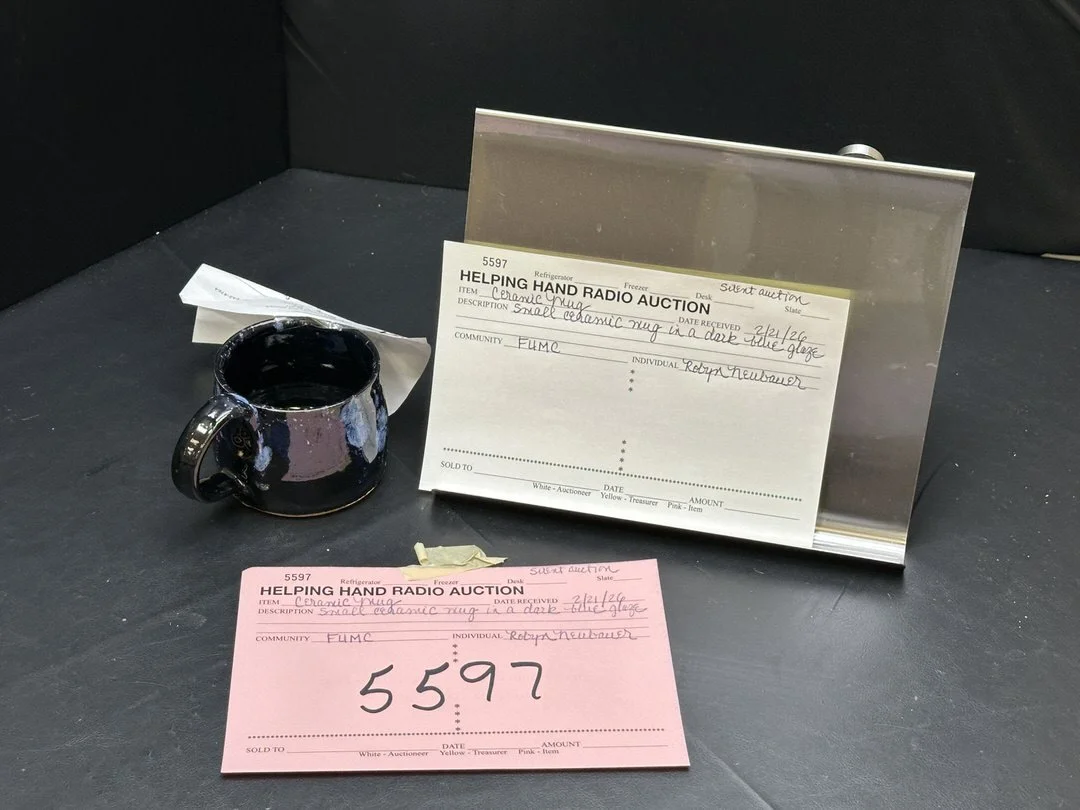 5597
Refrigerator Freezer Desk Silent auction Slate
HELPING HAND RADIO AUCTION
ITEM Ceramic Mug DATE RECEIVED 2/21/26
DESCRIPTION Small ceramic mug in a dark blue glaze
COMMUNITY FUMC INDIVIDUAL Robyn Neubauer
SOLD TO DATE AMOUNT
White - Auctioneer Yellow - Treasurer Pink - Item
5597
Refrigerator Freezer Desk Silent auction Slate
HELPING HAND RADIO AUCTION
ITEM Ceramic Mug DATE RECEIVED 2/21/26
DESCRIPTION Small ceramic mug in a dark blue glaze
COMMUNITY FUMC INDIVIDUAL Robyn Neubauer
5597
SOLD TO DATE AMOUNT
White - Auctioneer Yellow - Treasurer Pink - Item